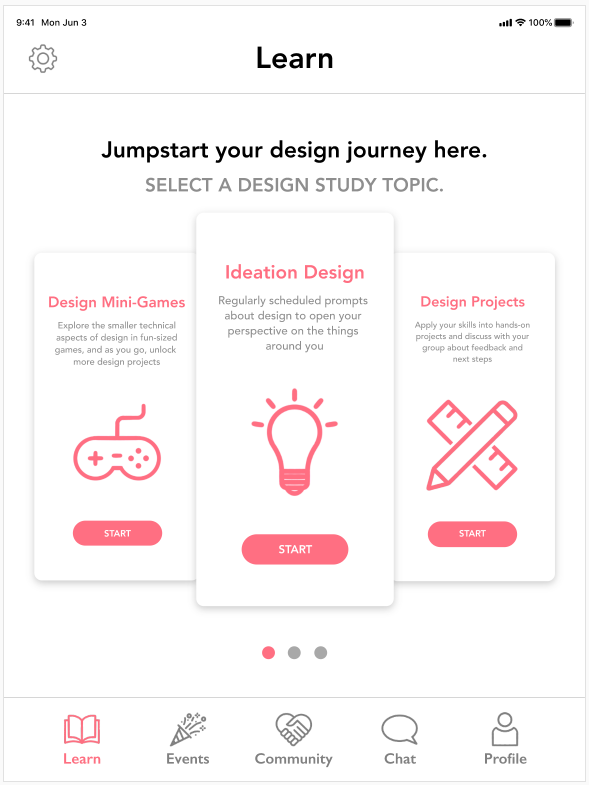 9:41 Mon Jun 3
100%
Learn
Jumpstart your design journey here.
SELECT A DESIGN STUDY TOPIC.
Design Mini-Games
Explore the smaller technical
aspects of design in fun-sized
games, and as you go, unlock
more design projects
START
Ideation Design
Regularly scheduled prompts
about design to open your
perspective on the things
around you
START
Design Projects
Apply your skills into hands-on
projects and discuss with your
group about feedback and
next steps
START
Learn
Events
Community
Chat
Profile